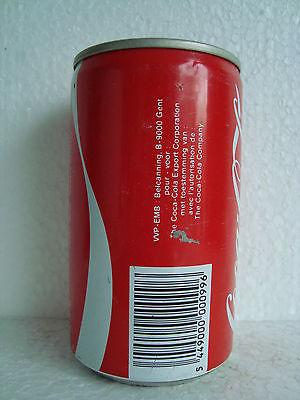 VVP-EMB Belcanning, B-9000 Gent
pour - voor :
The Coca-Cola Export Corporation
met toestemming van :
avec l'autorisation de :
The Coca-Cola Company
5 449000 000996